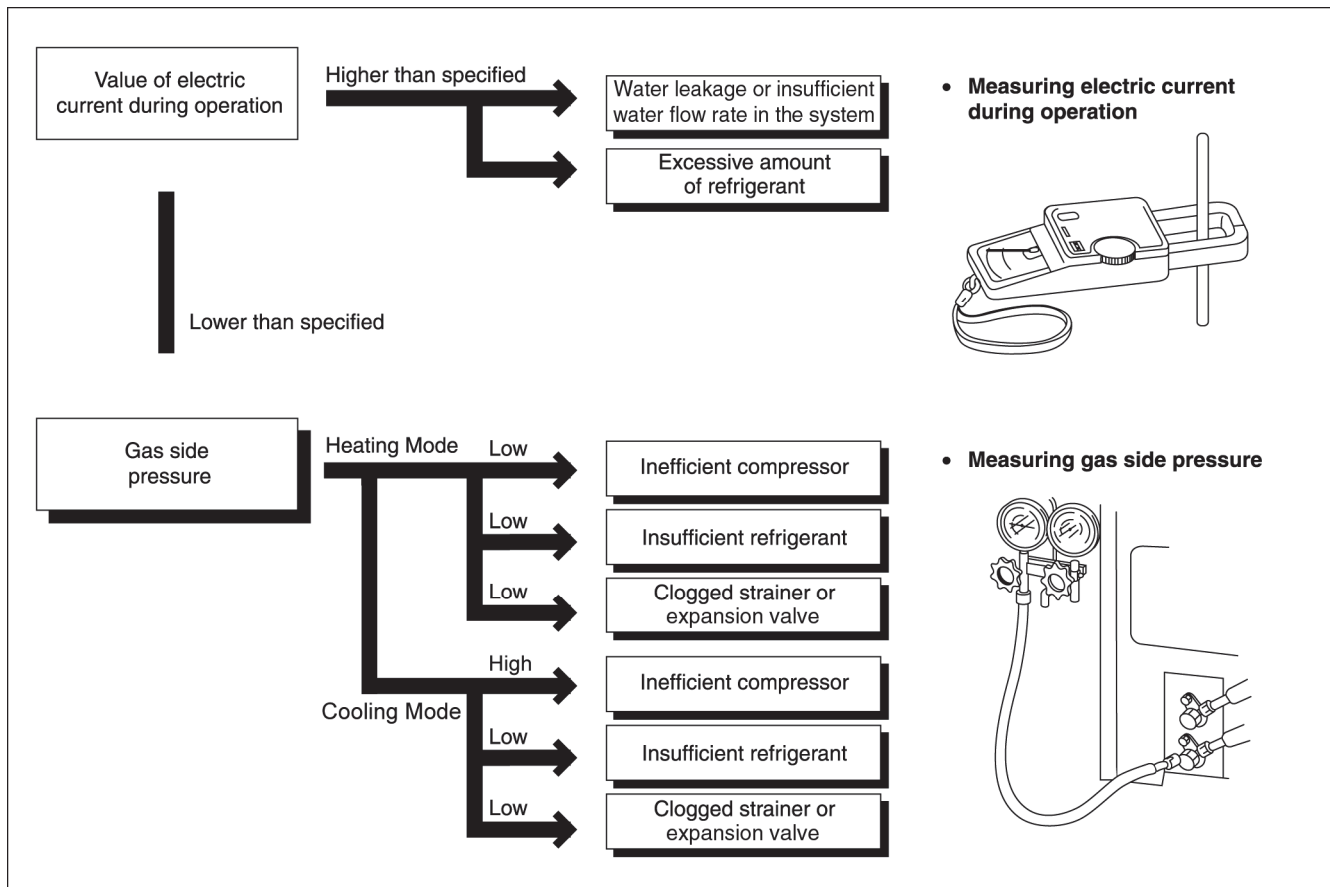 Value of electric
current during operation
Higher than specified
Water leakage or insufficient
water flow rate in the system
Excessive amount
of refrigerant
Lower than specified
• Measuring electric current
during operation
Gas side
pressure
Heating Mode
Low
Inefficient compressor
Low
Insufficient refrigerant
Low
Clogged strainer or
expansion valve
Cooling Mode
High
Inefficient compressor
Low
Insufficient refrigerant
Low
Clogged strainer or
expansion valve
• Measuring gas side pressure